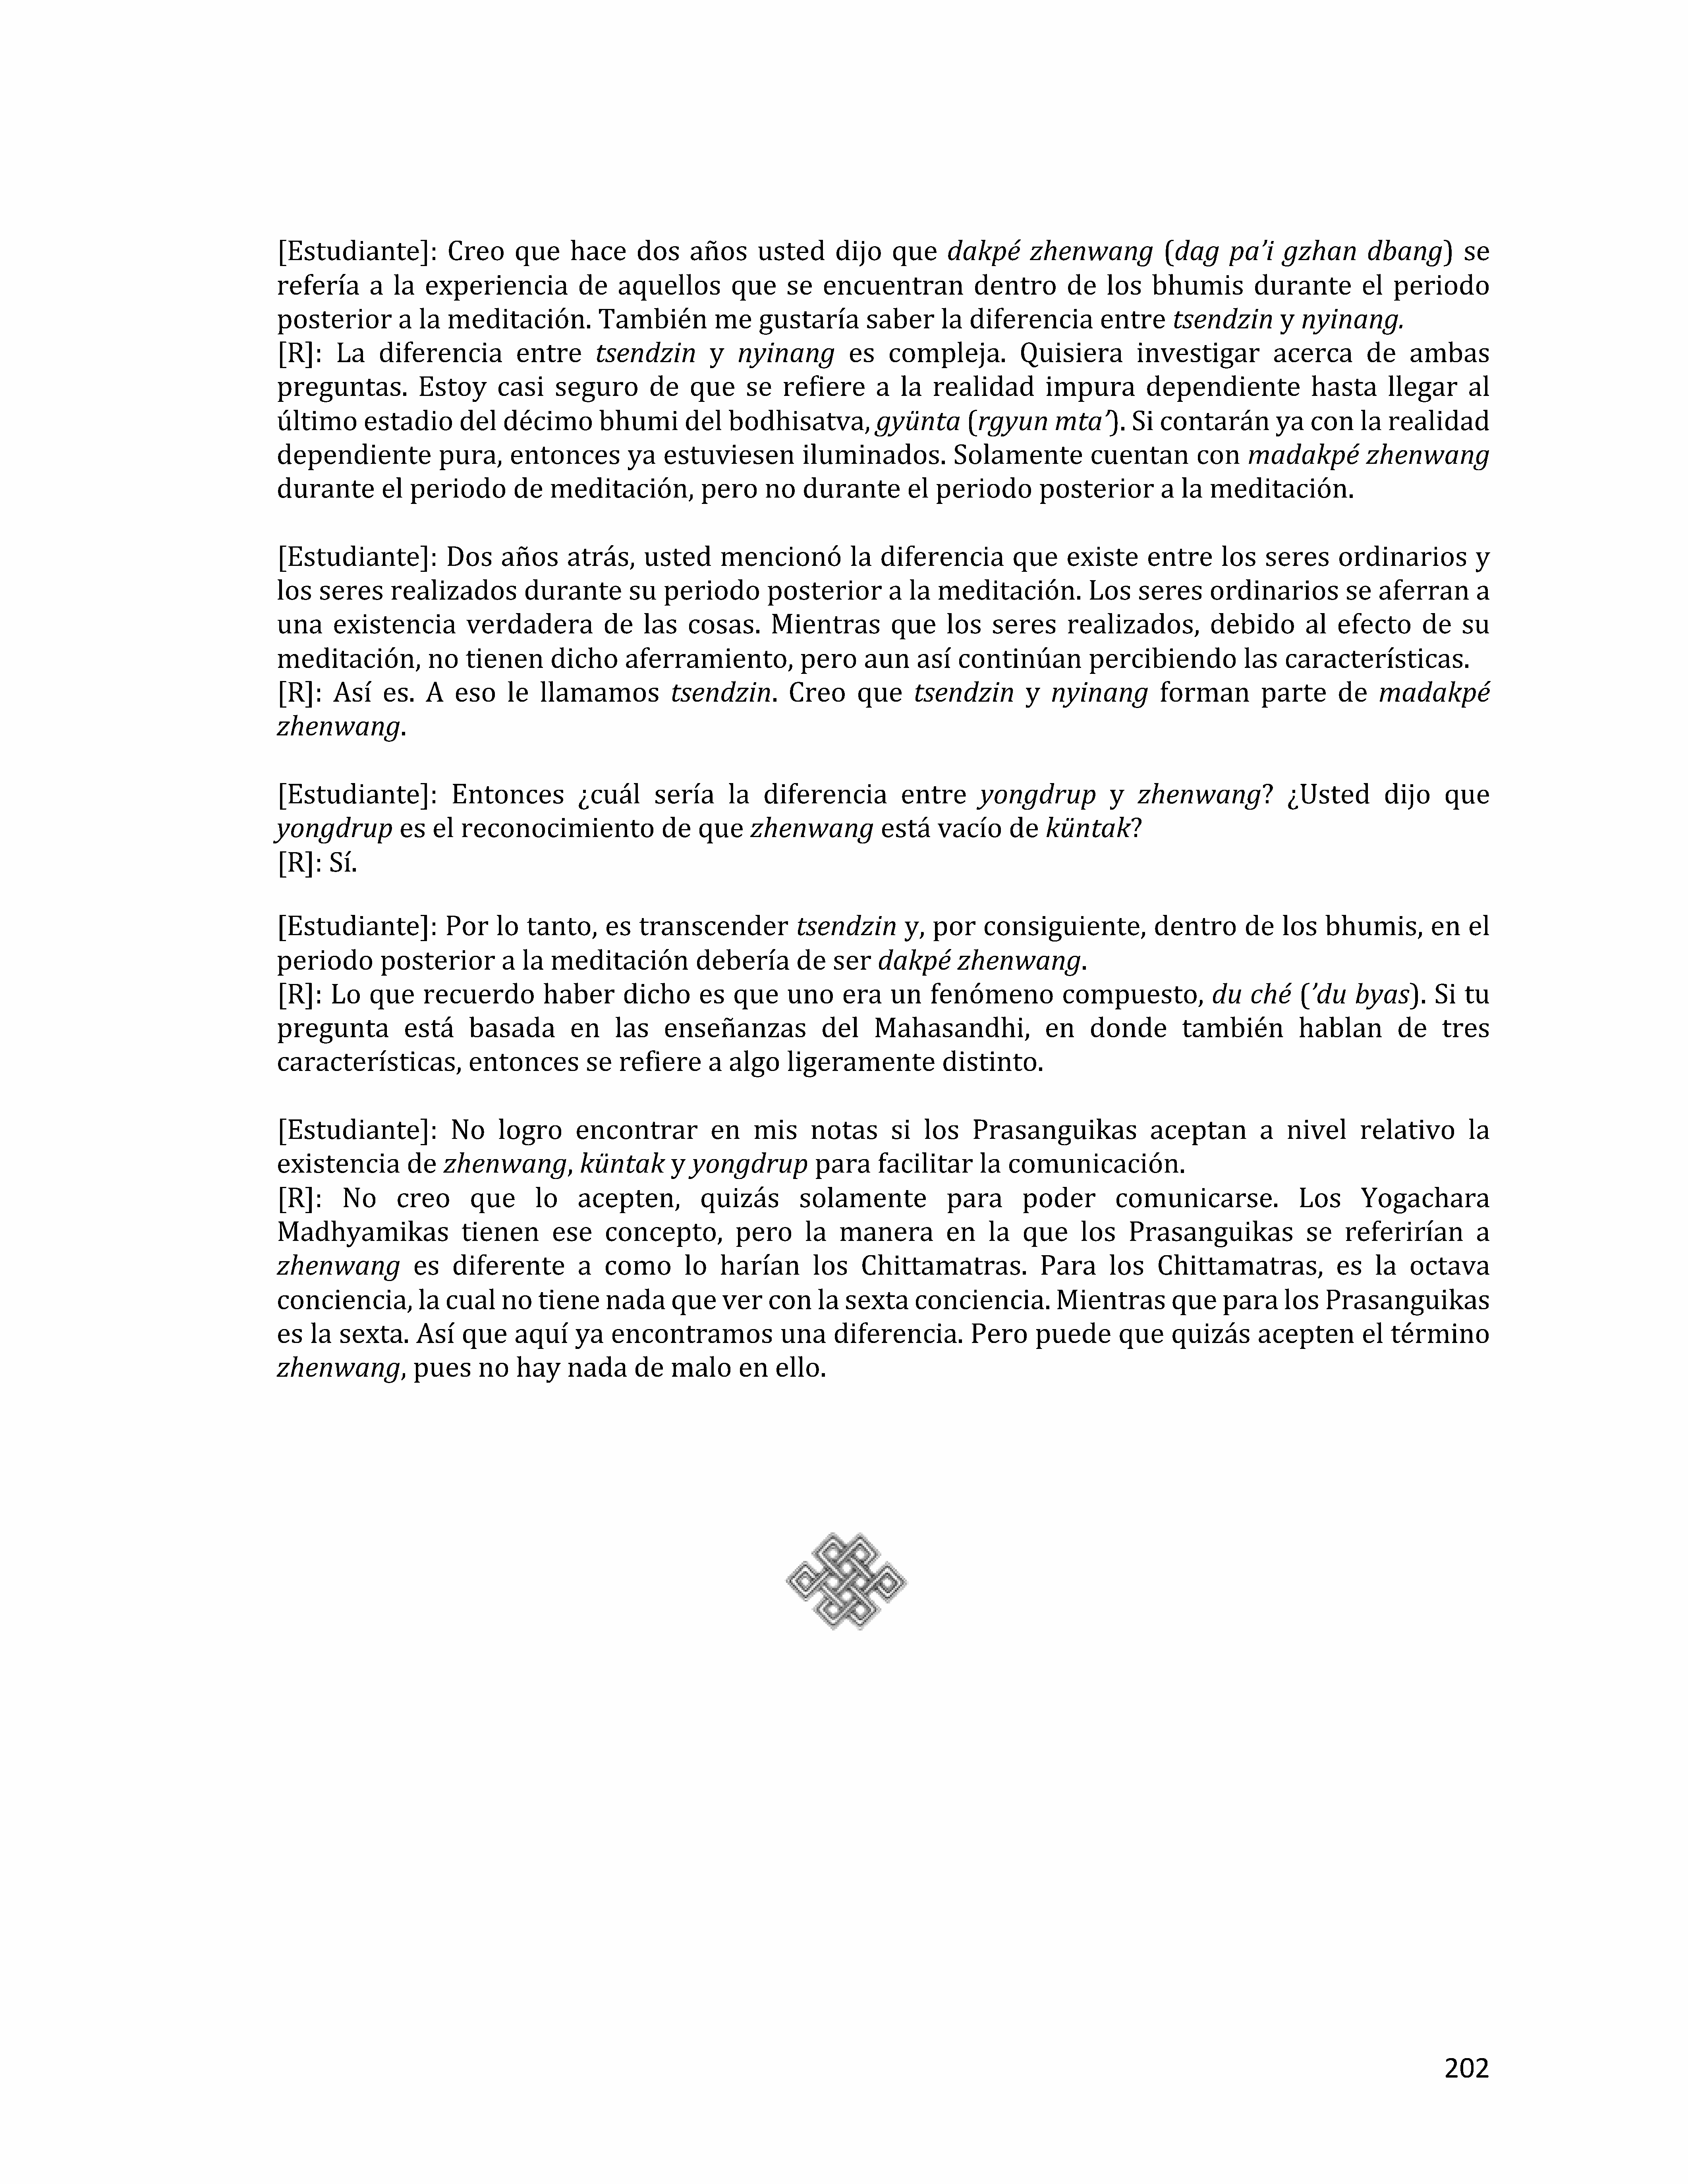 [Estudiante]: Creo que hace dos años usted dijo que dakpé zhenwang (dag pa’i gzhan dbang) se
refería a la experiencia de aquellos que se encuentran dentro de los bhumis durante el periodo
posterior a la meditación. También me gustaría saber la diferencia entre tsendzin y nyinang.
[R]: La diferencia entre tsendzin y nyinang es compleja. Quisiera investigar acerca de ambas
preguntas. Estoy casi seguro de que se refiere a la realidad impura dependiente hasta llegar al
último estadio del décimo bhumi del bodhisatva, gyünta (rgyun mta’). Si contarán ya con la realidad
dependiente pura, entonces ya estuviesen iluminados. Solamente cuentan con madakpé zhenwang
durante el periodo de meditación, pero no durante el periodo posterior a la meditación.
[Estudiante]: Dos años atrás, usted mencionó la diferencia que existe entre los seres ordinarios y
los seres realizados durante su periodo posterior a la meditación. Los seres ordinarios se aferran a
una existencia verdadera de las cosas. Mientras que los seres realizados, debido al efecto de su
meditación, no tienen dicho aferramiento, pero aun así continúan percibiendo las características.
[R]: Así es. A eso le llamamos tsendzin. Creo que tsendzin y nyinang forman parte de madakpé
zhenwang.
[Estudiante]: Entonces ¿cuál sería la diferencia entre yongdrup y zhenwang? ¿Usted dijo que
yongdrup es el reconocimiento de que zhenwang está vacío de küntak?
[R]: Sí.
[Estudiante]: Por lo tanto, es transcender tsendzin y, por consiguiente, dentro de los bhumis, en el
periodo posterior a la meditación debería de ser dakpé zhenwang.
[R]: Lo que recuerdo haber dicho es que uno era un fenómeno compuesto, du ché (’du byas). Si tu
pregunta está basada en las enseñanzas del Mahasandhi, en donde también hablan de tres
características, entonces se refiere a algo ligeramente distinto.
[Estudiante]: No logro encontrar en mis notas si los Prasanguikas aceptan a nivel relativo la
existencia de zhenwang, küntak y yongdrup para facilitar la comunicación.
[R]: No creo que lo acepten, quizás solamente para poder comunicarse. Los Yogachara
Madhyamikas tienen ese concepto, pero la manera en la que los Prasanguikas se referirían a
zhenwang es diferente a como lo harían los Chittamatras. Para los Chittamatras, es la octava
conciencia, la cual no tiene nada que ver con la sexta conciencia. Mientras que para los Prasanguikas
es la sexta. Así que aquí ya encontramos una diferencia. Pero puede que quizás acepten el término
zhenwang, pues no hay nada de malo en ello.
202